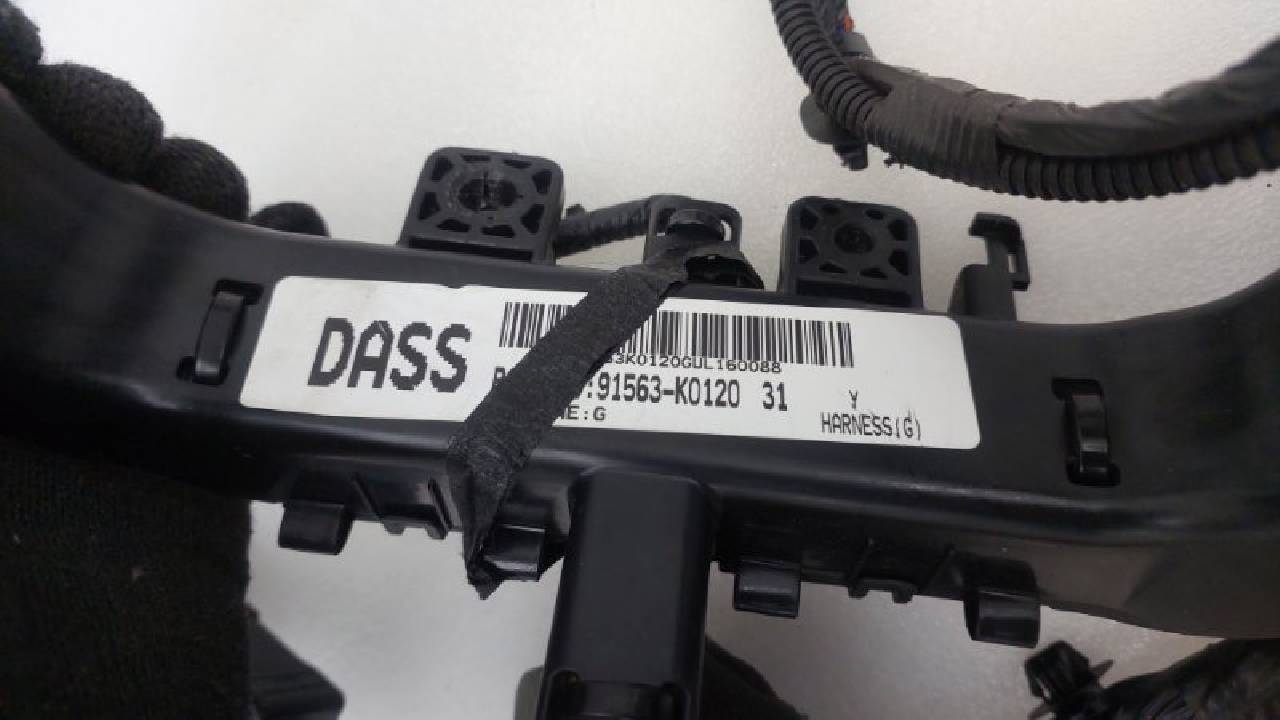 DASS
3K0120GUL160088
:91563-K0120 31
Y
:G
HARNESS(G)